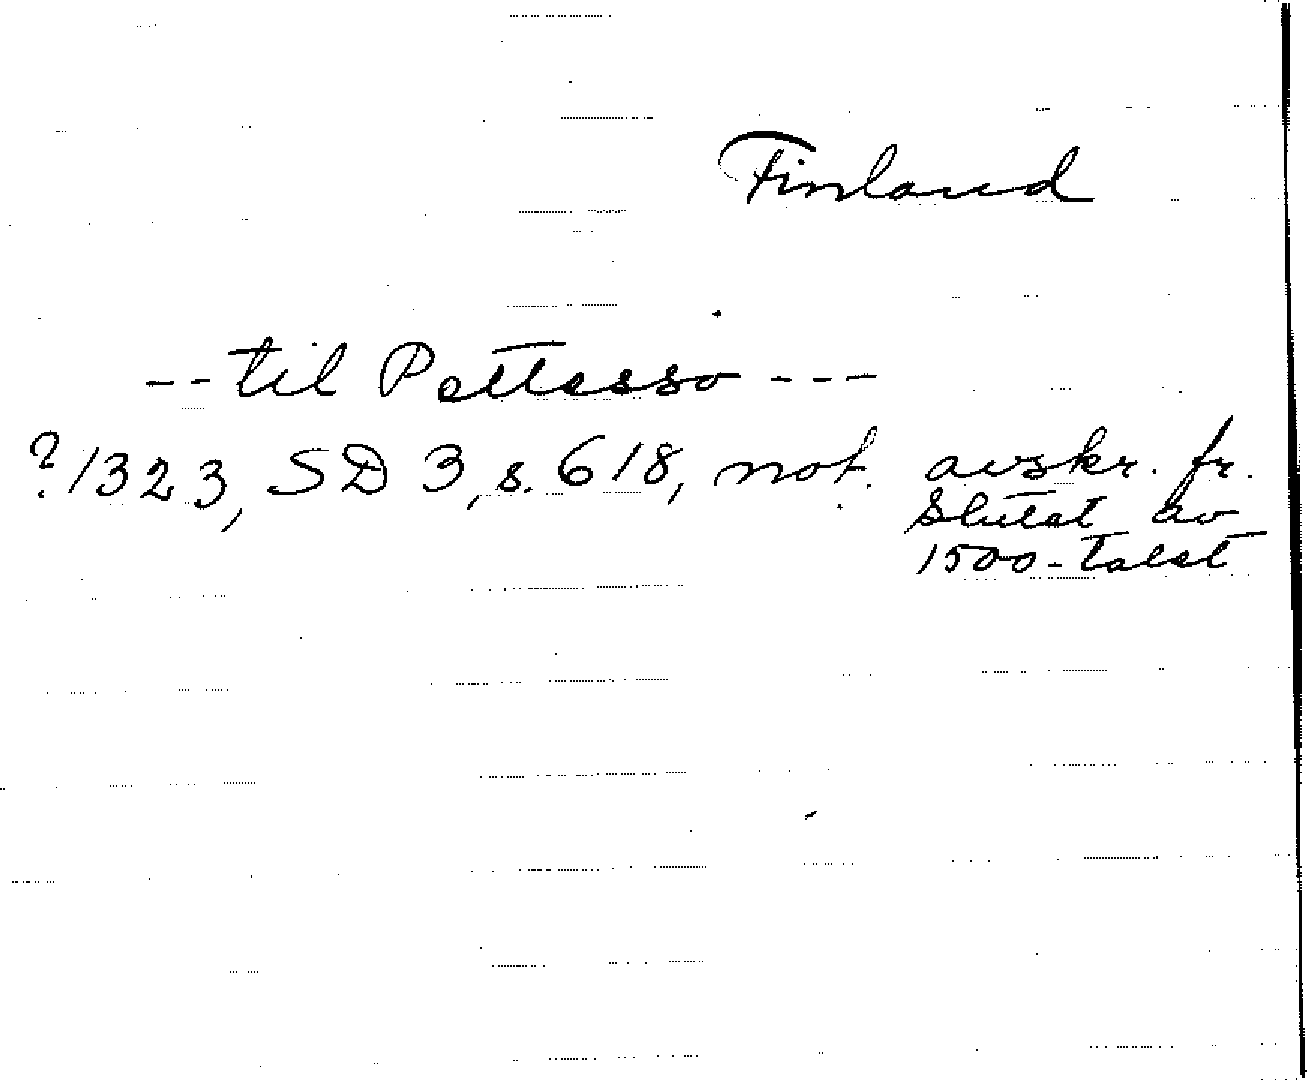 Finland
-- til Pettesso ---
? 1323, SD 3, s. 618, not. avskr. fr.
slutet av
1500-talet